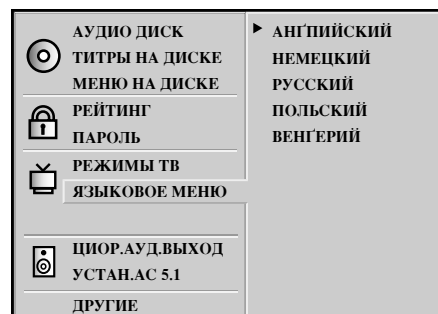 АУДИО ДИСК
ТИТРЫ НА ДИСКЕ
МЕНЮ НА ДИСКЕ
РЕЙТИНГ
ПАРОЛЬ
РЕЖИМЫ ТВ
ЯЗЫКОВОЕ МЕНЮ
ЦИОР.АУД.ВЫХОД
УСТАН.АС 5.1
ДРУГИЕ
АНҐПИЙСКИЙ
НЕМЕЦКИЙ
РУССКИЙ
ПОЛЬСКИЙ
ВЕНҐЕРИЙ